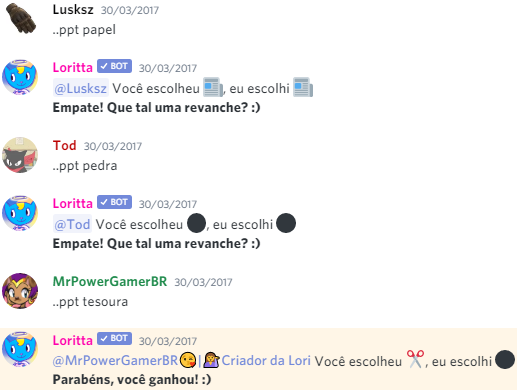 Lusksz 30/03/2017
..ppt papel
Loritta BOT 30/03/2017
@Lusksz Você escolheu 📰, eu escolhi 📰
Empate! Que tal uma revanche? :)
Tod 30/03/2017
..ppt pedra
Loritta BOT 30/03/2017
@Tod Você escolheu 🌑, eu escolhi 🌑
Empate! Que tal uma revanche? :)
MrPowerGamerBR 30/03/2017
..ppt tesoura
Loritta BOT 30/03/2017
@MrPowerGamerBR😘|🙋Criador da Lori Você escolheu ✂, eu escolhi 🌑
Parabéns, você ganhou! :)